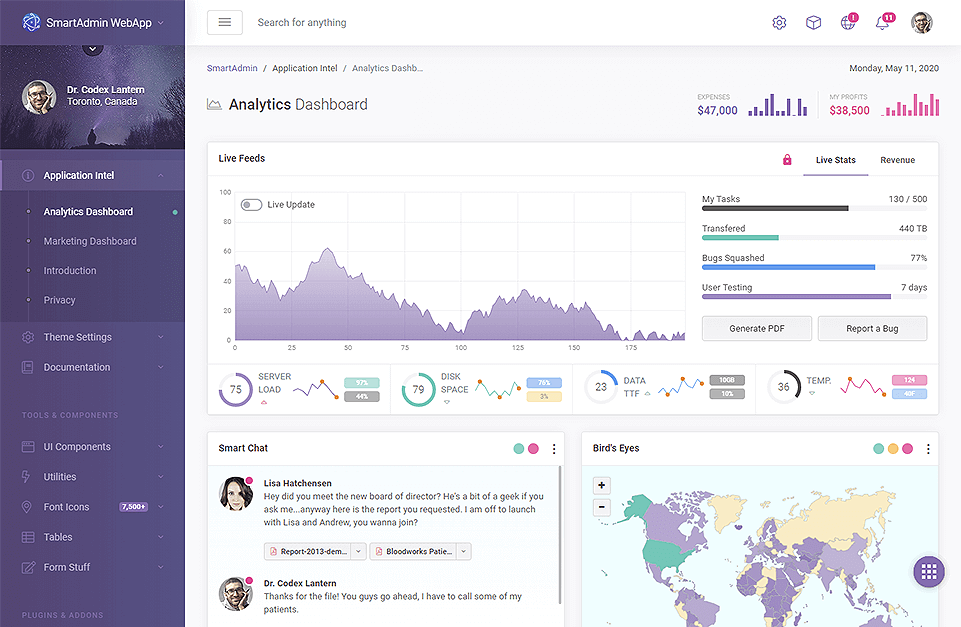 SmartAdmin WebApp
Search for anything
!
11
Dr. Codex Lantern
Toronto, Canada
Application Intel
Analytics Dashboard
Marketing Dashboard
Introduction
Privacy
Theme Settings
Documentation
TOOLS & COMPONENTS
UI Components
Utilities
Font Icons 7,500+
Tables
Form Stuff
PLUGINS & ADDONS
SmartAdmin / Application Intel / Analytics Dashb...
Monday, May 11, 2020
Analytics Dashboard
EXPENSES
$47,000
MY PROFITS
$38,500
Live Feeds
Live Stats
Revenue
Live Update
100
80
60
40
20
0
0 25 50 75 100 125 150 175
My Tasks 130 / 500
Transfered 440 TB
Bugs Squashed 77%
User Testing 7 days
Generate PDF
Report a Bug
75
SERVER
LOAD
97%
44%
79
DISK
SPACE
76%
3%
23
DATA
TTF
10GB
10%
36
TEMP.
124
40F
Smart Chat
Lisa Hatchensen
Hey did you meet the new board of director? He's a bit of a geek if you
ask me...anyway here is the report you requested. I am off to launch
with Lisa and Andrew, you wanna join?
Report-2013-dem...
Bloodworks Patie...
Dr. Codex Lantern
Thanks for the file! You guys go ahead, I have to call some of my
patients.
Bird's Eyes
+
-